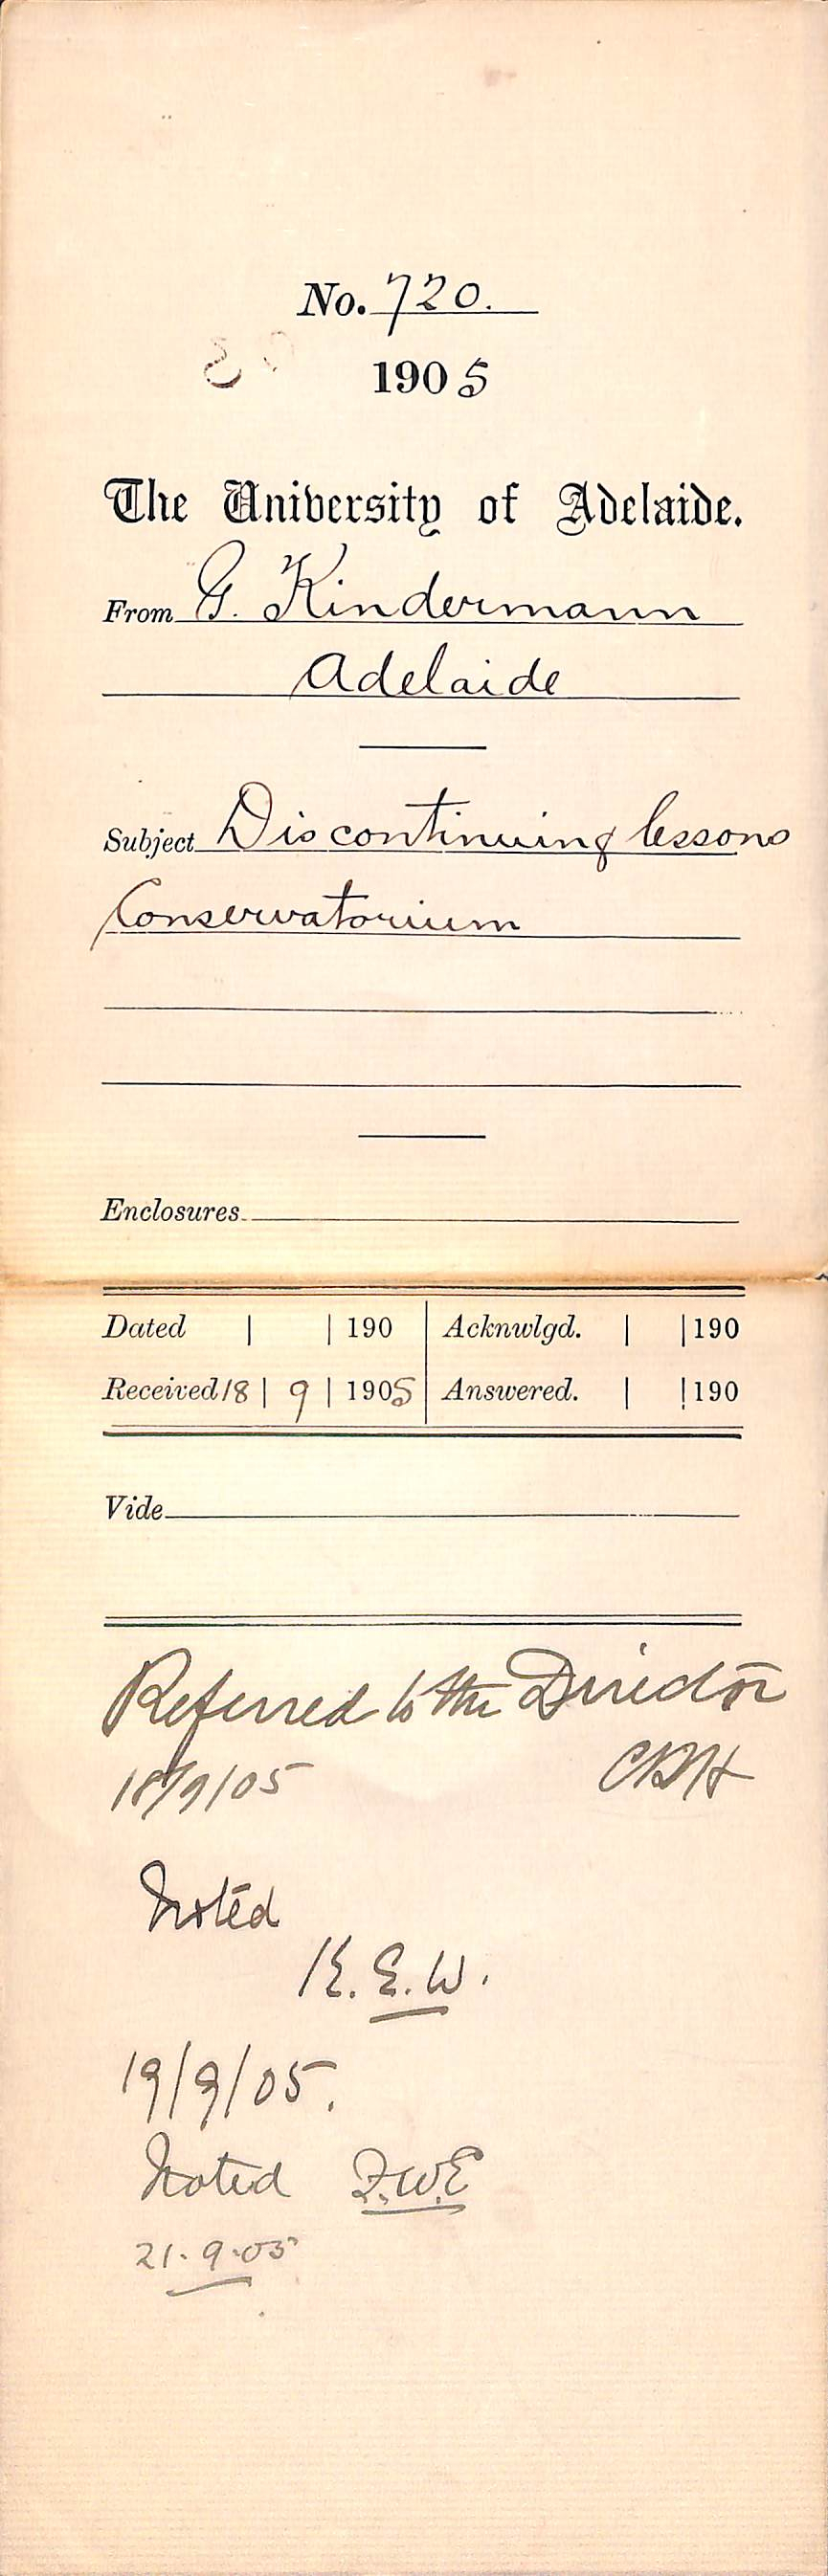 No. 720.
1905
The University of Adelaide.
From G. Kindermann
Adelaide
Subject Discontinuing lessons
Conservatorium
Enclosures
Dated | | 190 | Acknwlgd. | | 190
Received 18 | 9 | 1905 | Answered. | | 190
Vide
Referred to the Director
18/9/05 CRH
Noted
K.E.W.
19/9/05.
Noted F.W.E
21.9.05